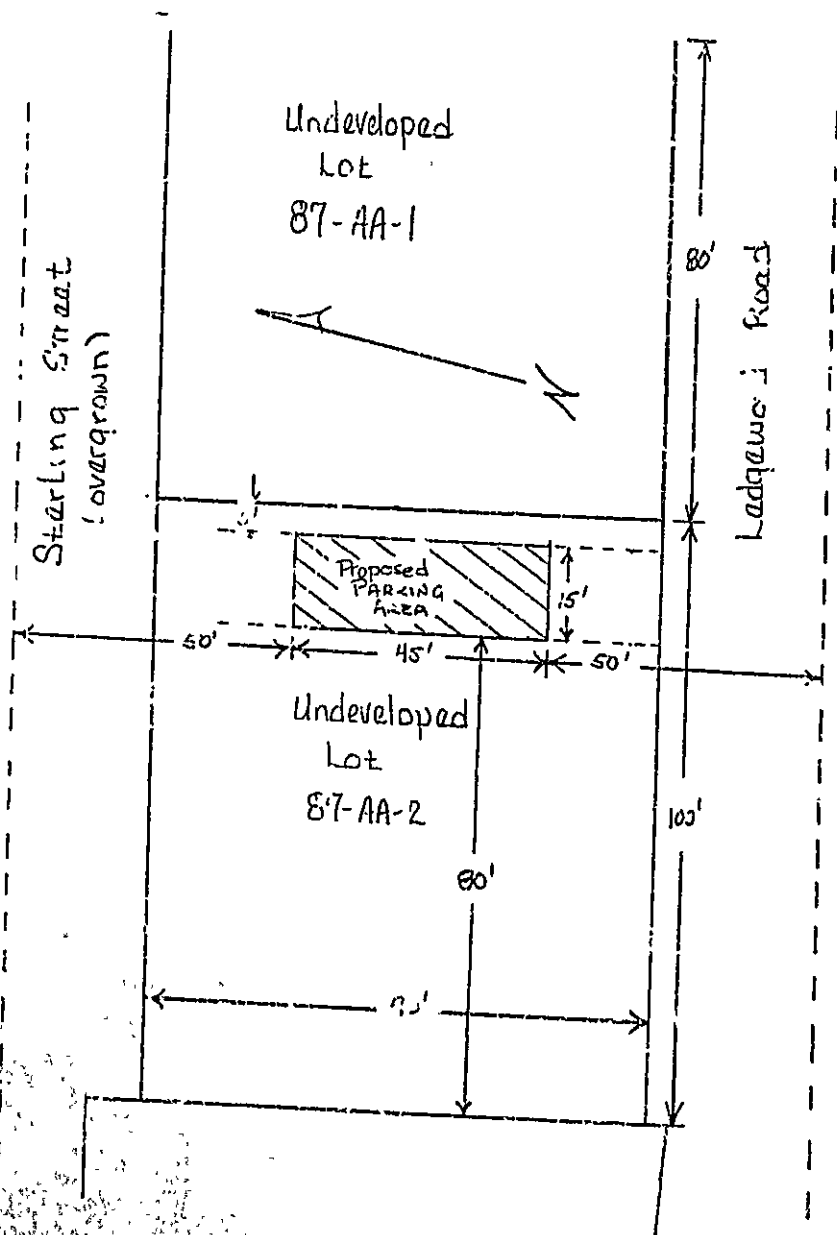 Undeveloped
Lot
87-AA-1
80'
Starling Street
(overgrown)
Road
N
Proposed
PARKING
AREA
15'
50'
45'
50'
Undeveloped
Lot
87-AA-2
100'
80'